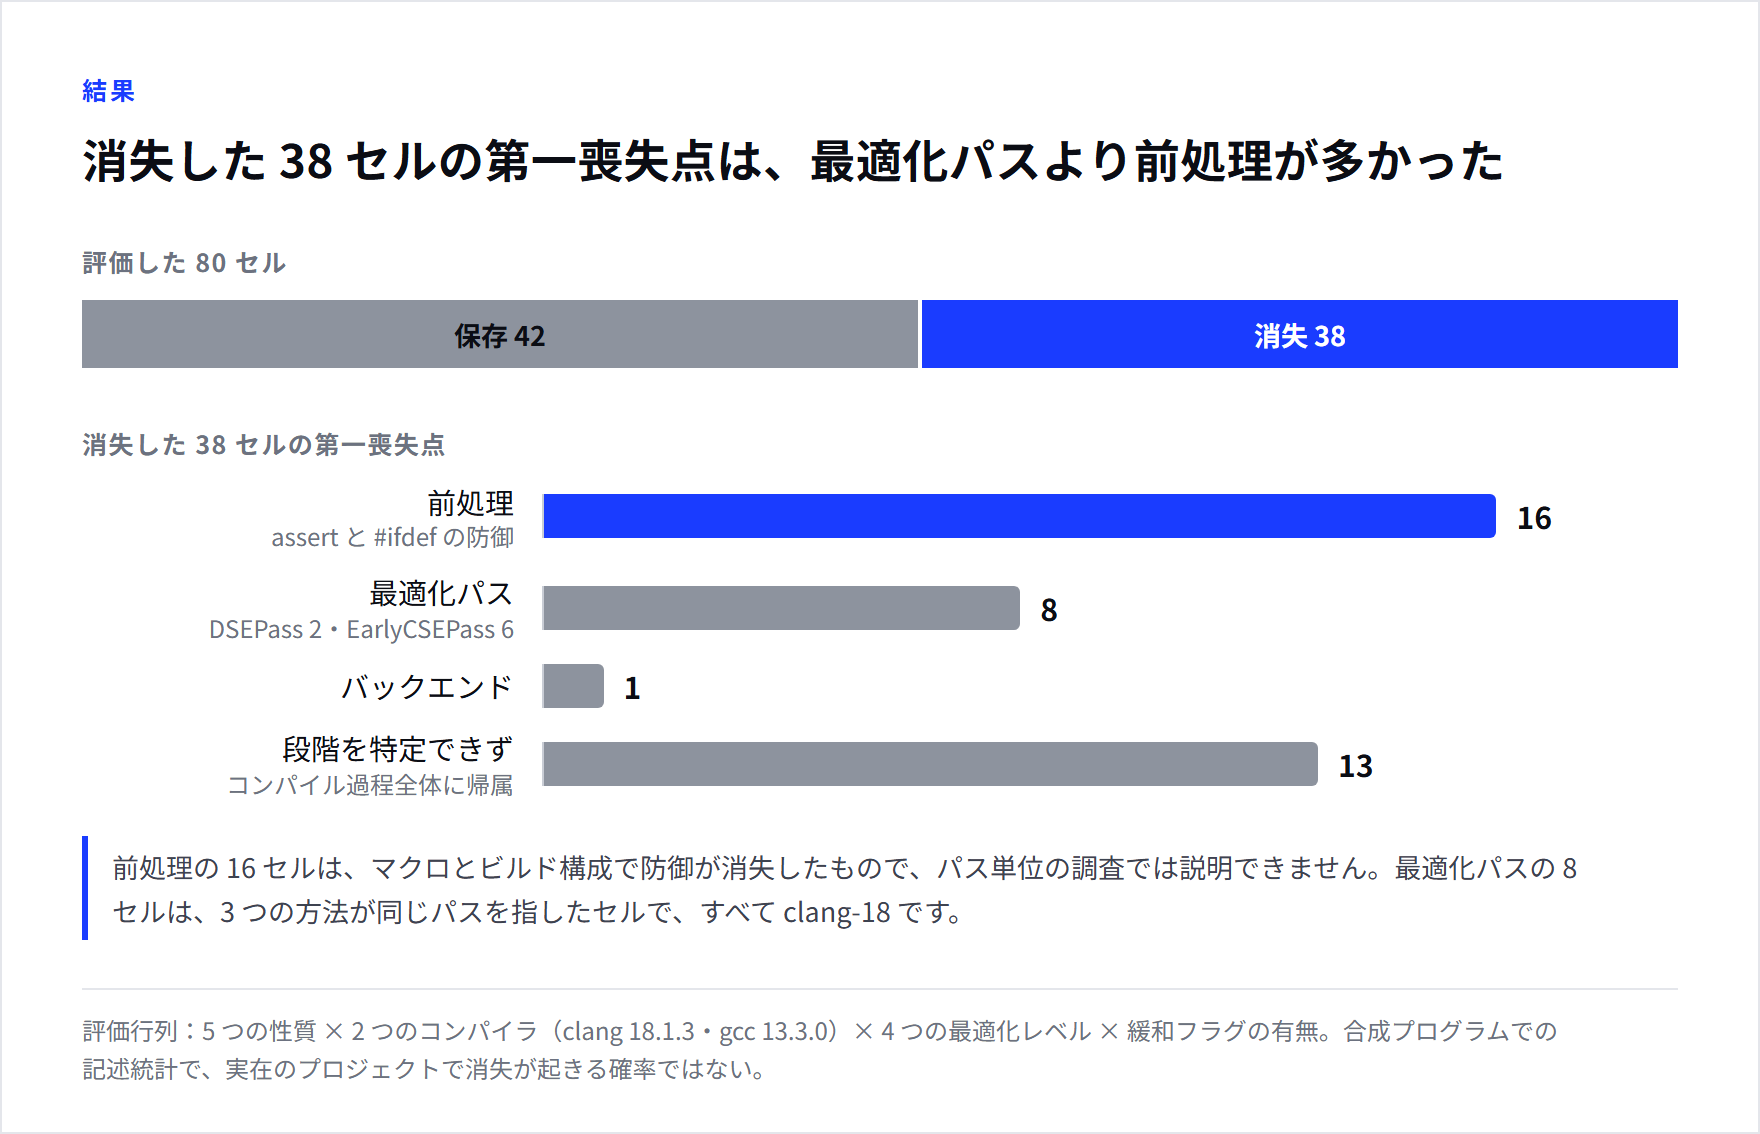 結果
消失した 38 セルの第一喪失点は、最適化パスより前処理が多かった
評価した 80 セル
保存 42
消失 38
消失した 38 セルの第一喪失点
前処理
assert と #ifdef の防御
16
最適化パス
DSEPass 2・EarlyCSEPass 6
8
バックエンド
1
段階を特定できず
コンパイル過程全体に帰属
13
前処理の 16 セルは、マクロとビルド構成で防御が消失したもので、パス単位の調査では説明できません。最適化パスの 8
セルは、3 つの方法が同じパスを指したセルで、すべて clang-18 です。
評価行列：5 つの性質 × 2 つのコンパイラ（clang 18.1.3・gcc 13.3.0）× 4 つの最適化レベル × 緩和フラグの有無。合成プログラムでの
記述統計で、実在のプロジェクトで消失が起きる確率ではない。